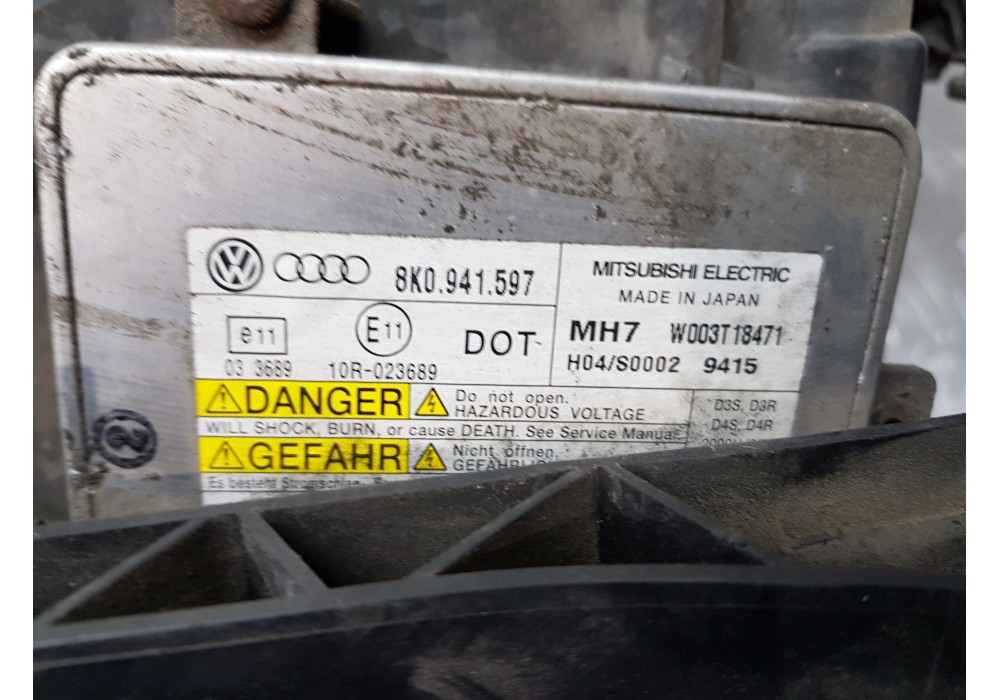 8K0.941.597
e11
E11
DOT
03 3689 10R-023689
MITSUBISHI ELECTRIC
MADE IN JAPAN
MH7 W003T18471
H04/S0002 9415
DANGER
Do not open.
HAZARDOUS VOLTAGE
WILL SHOCK, BURN, or cause DEATH. See Service Manual.
D3S, D3R
D4S, D4R
GEFAHR
Nicht öffnen.
Es besteht